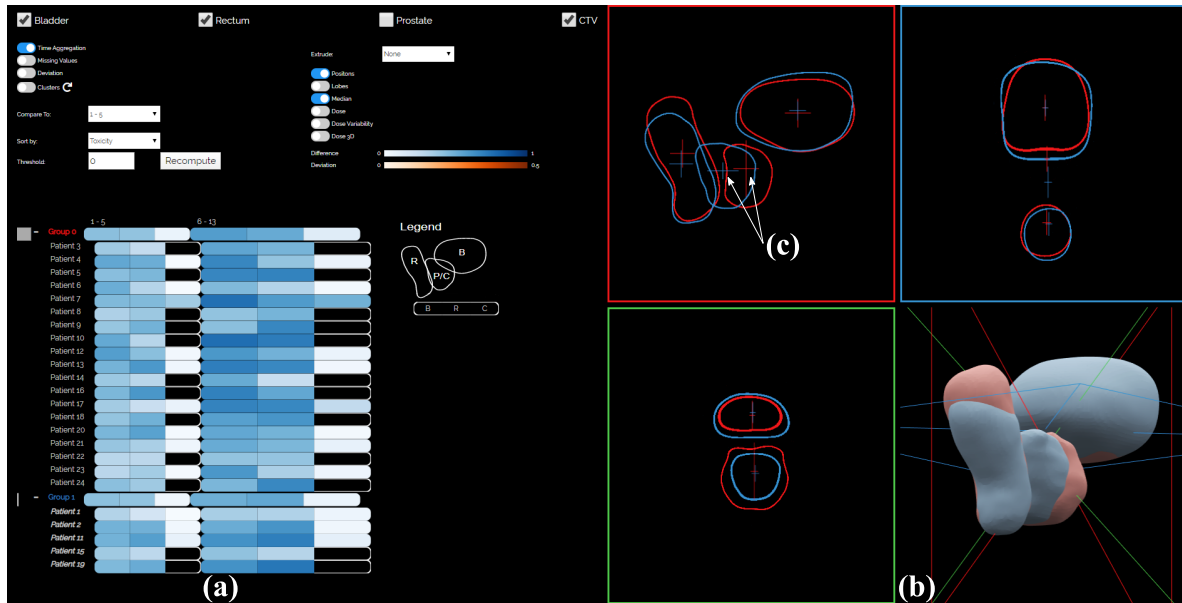 Bladder
Rectum
Prostate
CTV
Time Aggregation
Missing Values
Deviation
Clusters
Compare To:
1 - 5
Sort by:
Toxicity
Threshold:
0
Recompute
Extrude:
None
Positons
Lobes
Median
Dose
Dose Variability
Dose 3D
Difference
0
1
Deviation
0
0.5
1 - 5
6 - 13
Group 0
Patient 3
Patient 4
Patient 5
Patient 6
Patient 7
Patient 8
Patient 9
Patient 10
Patient 12
Patient 13
Patient 14
Patient 16
Patient 17
Patient 18
Patient 20
Patient 21
Patient 22
Patient 23
Patient 24
Group 1
Patient 1
Patient 2
Patient 11
Patient 15
Patient 19
Legend
R
B
P/C
B R C
(a)
(c)
(b)